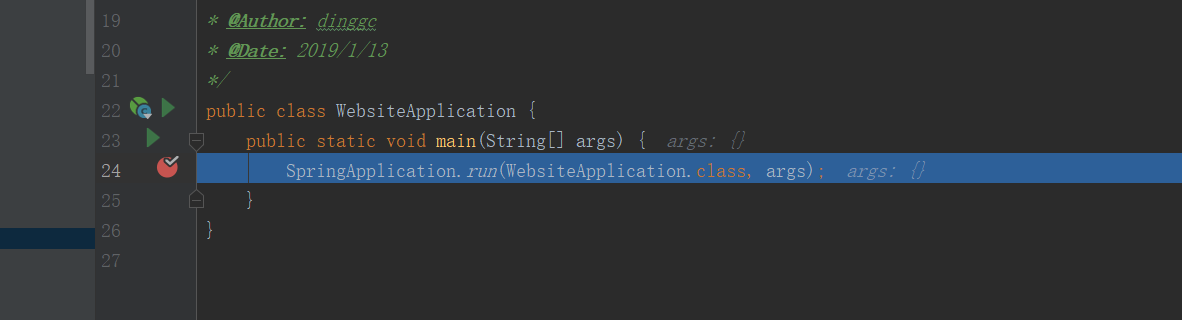 19 * @Author: dinggc
20 * @Date: 2019/1/13
21 */
22 public class WebsiteApplication {
23 public static void main(String[] args) { args: {}
24 SpringApplication.run(WebsiteApplication.class, args); args: {}
25 }
26 }
27